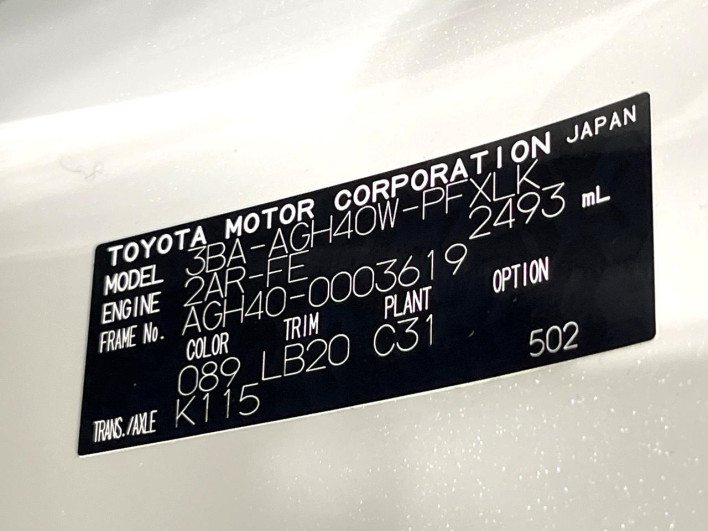 TOYOTA MOTOR CORPORATION JAPAN
MODEL 3BA-AGH40W-PFXLK
ENGINE 2AR-FE 2493 mL
FRAME No. AGH40-0003619
COLOR TRIM PLANT OPTION
089 LB20 C31 502
TRANS./AXLE K115